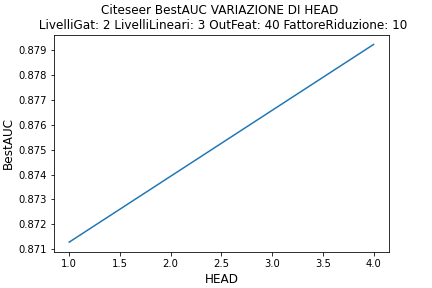 Citeseer BestAUC VARIAZIONE DI HEAD
LivelliGat: 2 LivelliLineari: 3 OutFeat: 40 FattoreRiduzione: 10
BestAUC
0.879
0.878
0.877
0.876
0.875
0.874
0.873
0.872
0.871
1.0 1.5 2.0 2.5 3.0 3.5 4.0
HEAD